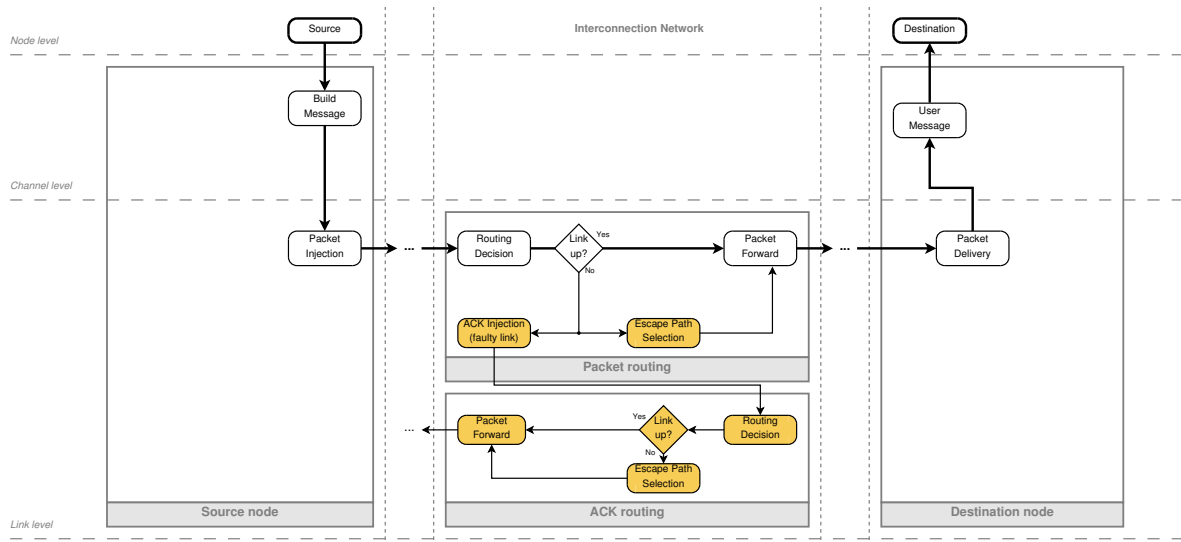 Source
Interconnection Network
Destination
Node level
Build
Message
User
Message
Channel level
Packet
Injection
...
Routing
Decision
Link
up?
Yes
No
Packet
Forward
...
Packet
Delivery
ACK Injection
(faulty link)
Escape Path
Selection
Packet routing
...
Packet
Forward
Yes
Link
up?
No
Routing
Decision
Escape Path
Selection
Source node
ACK routing
Destination node
Link level